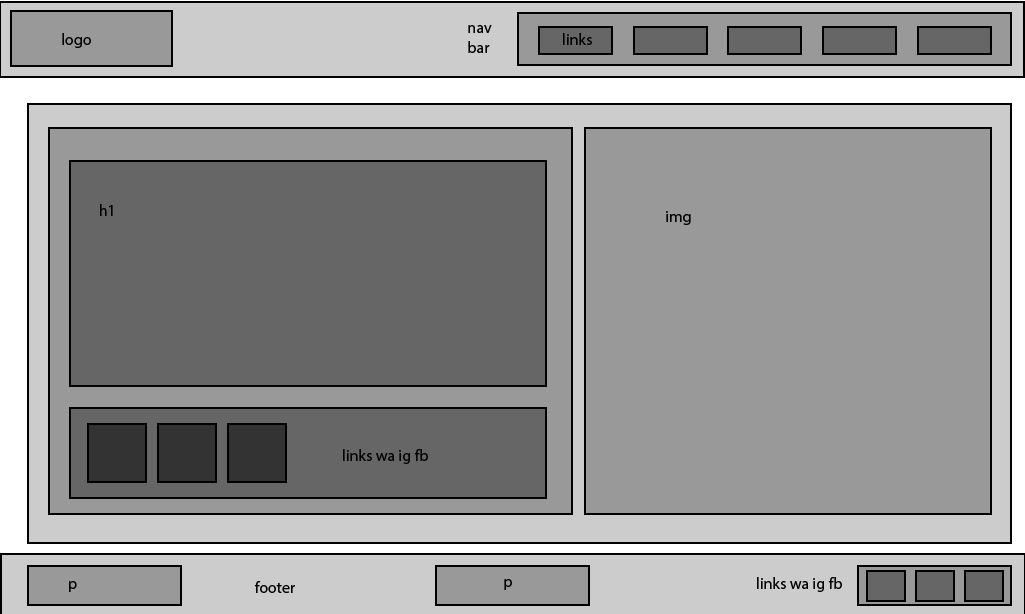 logo
nav
bar
links
h1
img
links wa ig fb
p
footer
p
links wa ig fb